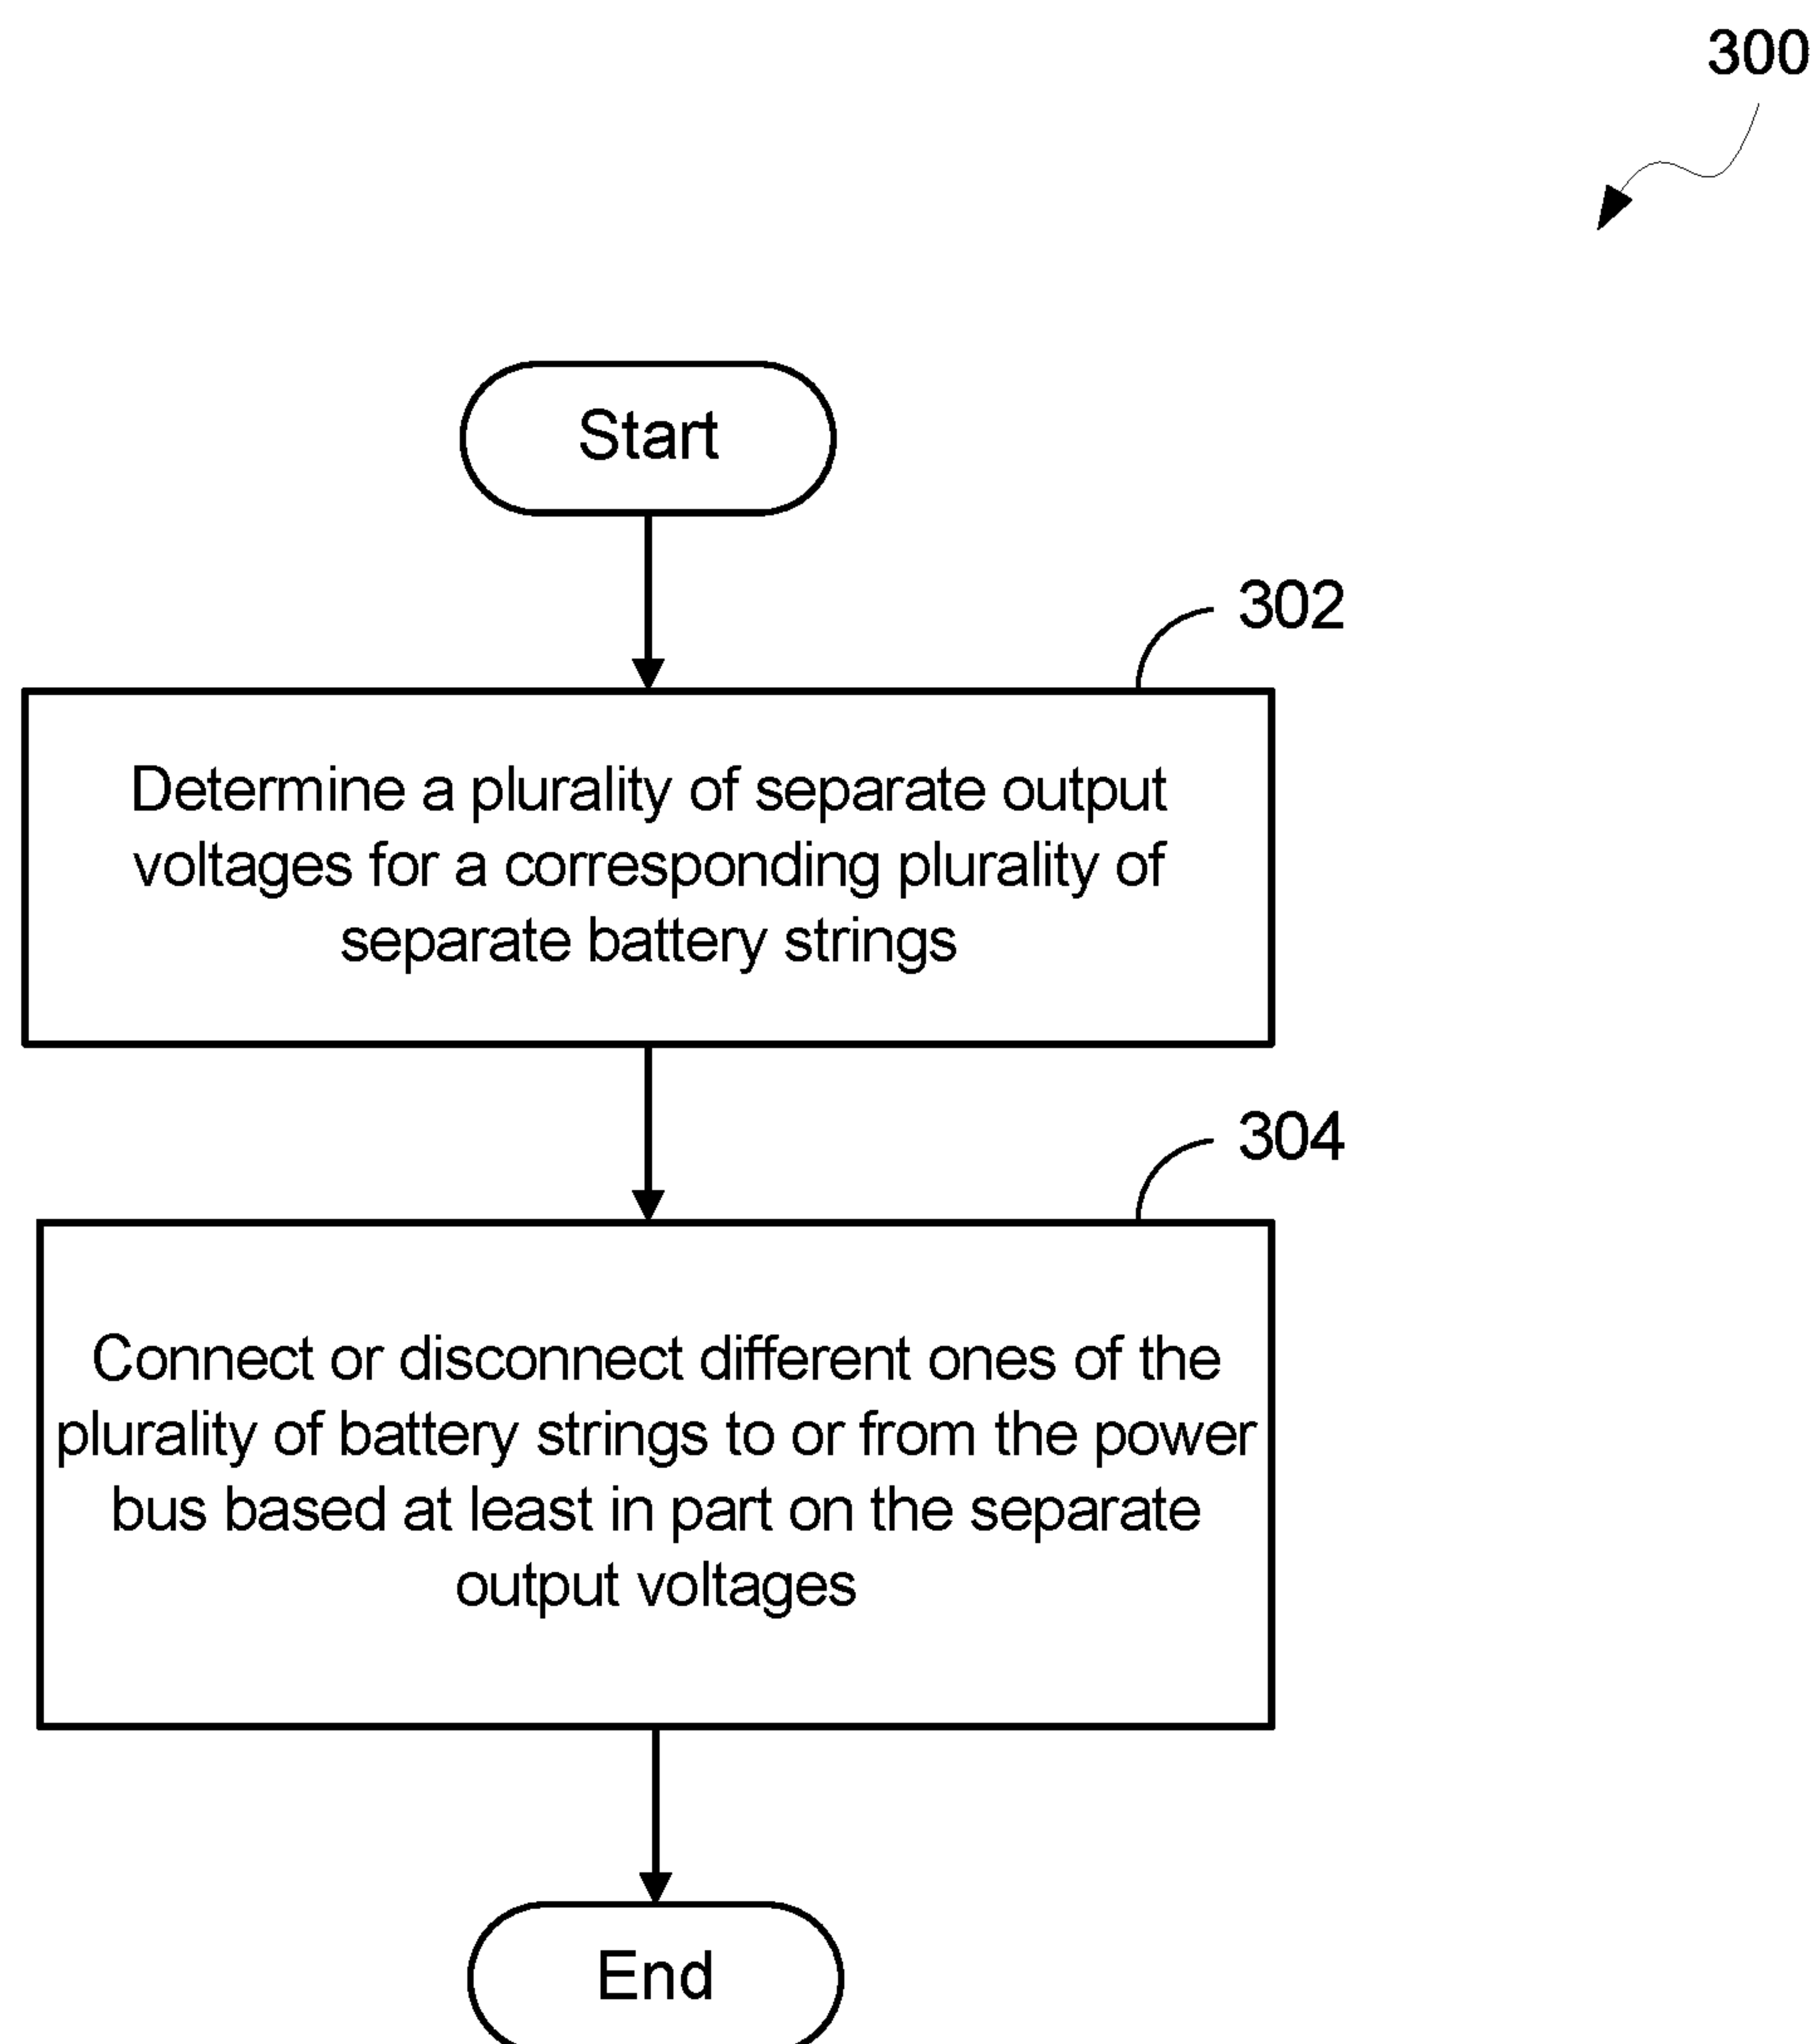 300
Start
302
Determine a plurality of separate output
voltages for a corresponding plurality of
separate battery strings
304
Connect or disconnect different ones of the
plurality of battery strings to or from the power
bus based at least in part on the separate
output voltages
End